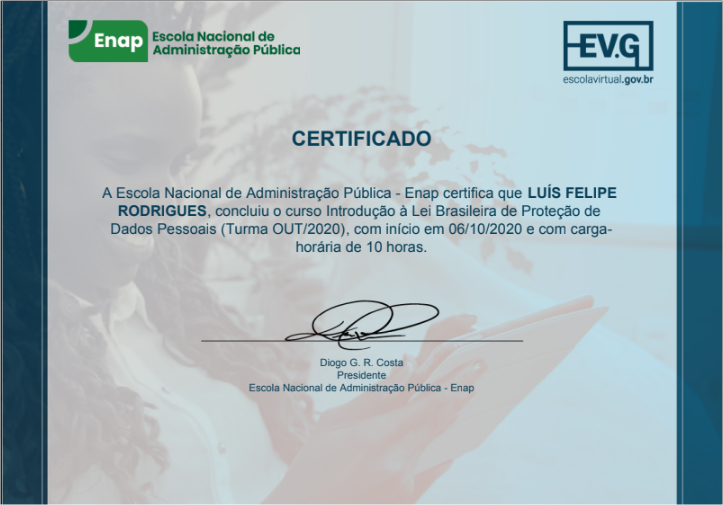 Enap
Escola Nacional de
Administração Pública
EV.G
escolavirtual.gov.br
CERTIFICADO
A Escola Nacional de Administração Pública - Enap certifica que LUÍS FELIPE
RODRIGUES, concluiu o curso Introdução à Lei Brasileira de Proteção de
Dados Pessoais (Turma OUT/2020), com início em 06/10/2020 e com carga-
horária de 10 horas.
Diogo G. R. Costa
Presidente
Escola Nacional de Administração Pública - Enap